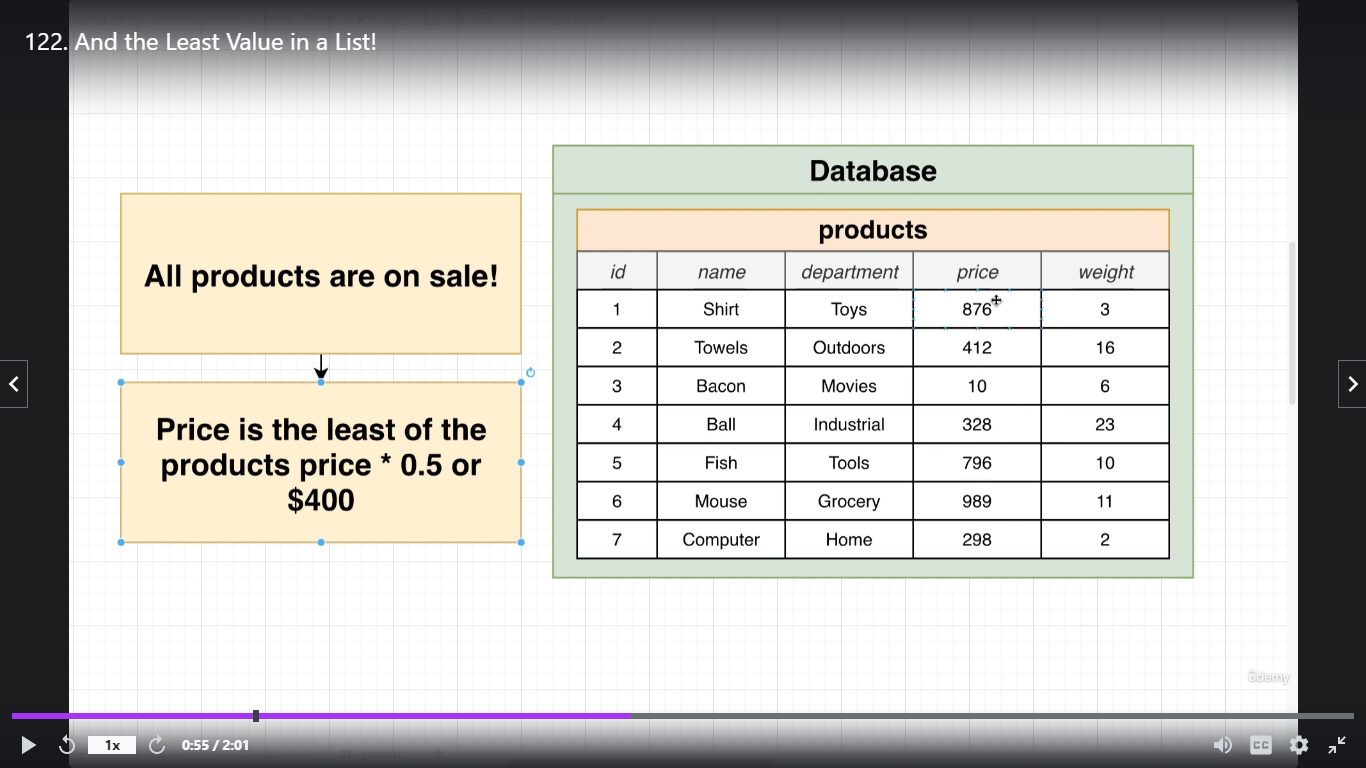 122. And the Least Value in a List!
All products are on sale!
Price is the least of the
products price * 0.5 or
$400
Database
products
id name department price weight
1 Shirt Toys 876 3
2 Towels Outdoors 412 16
3 Bacon Movies 10 6
4 Ball Industrial 328 23
5 Fish Tools 796 10
6 Mouse Grocery 989 11
7 Computer Home 298 2
ûdemy
1x 0:55 / 2:01 CC